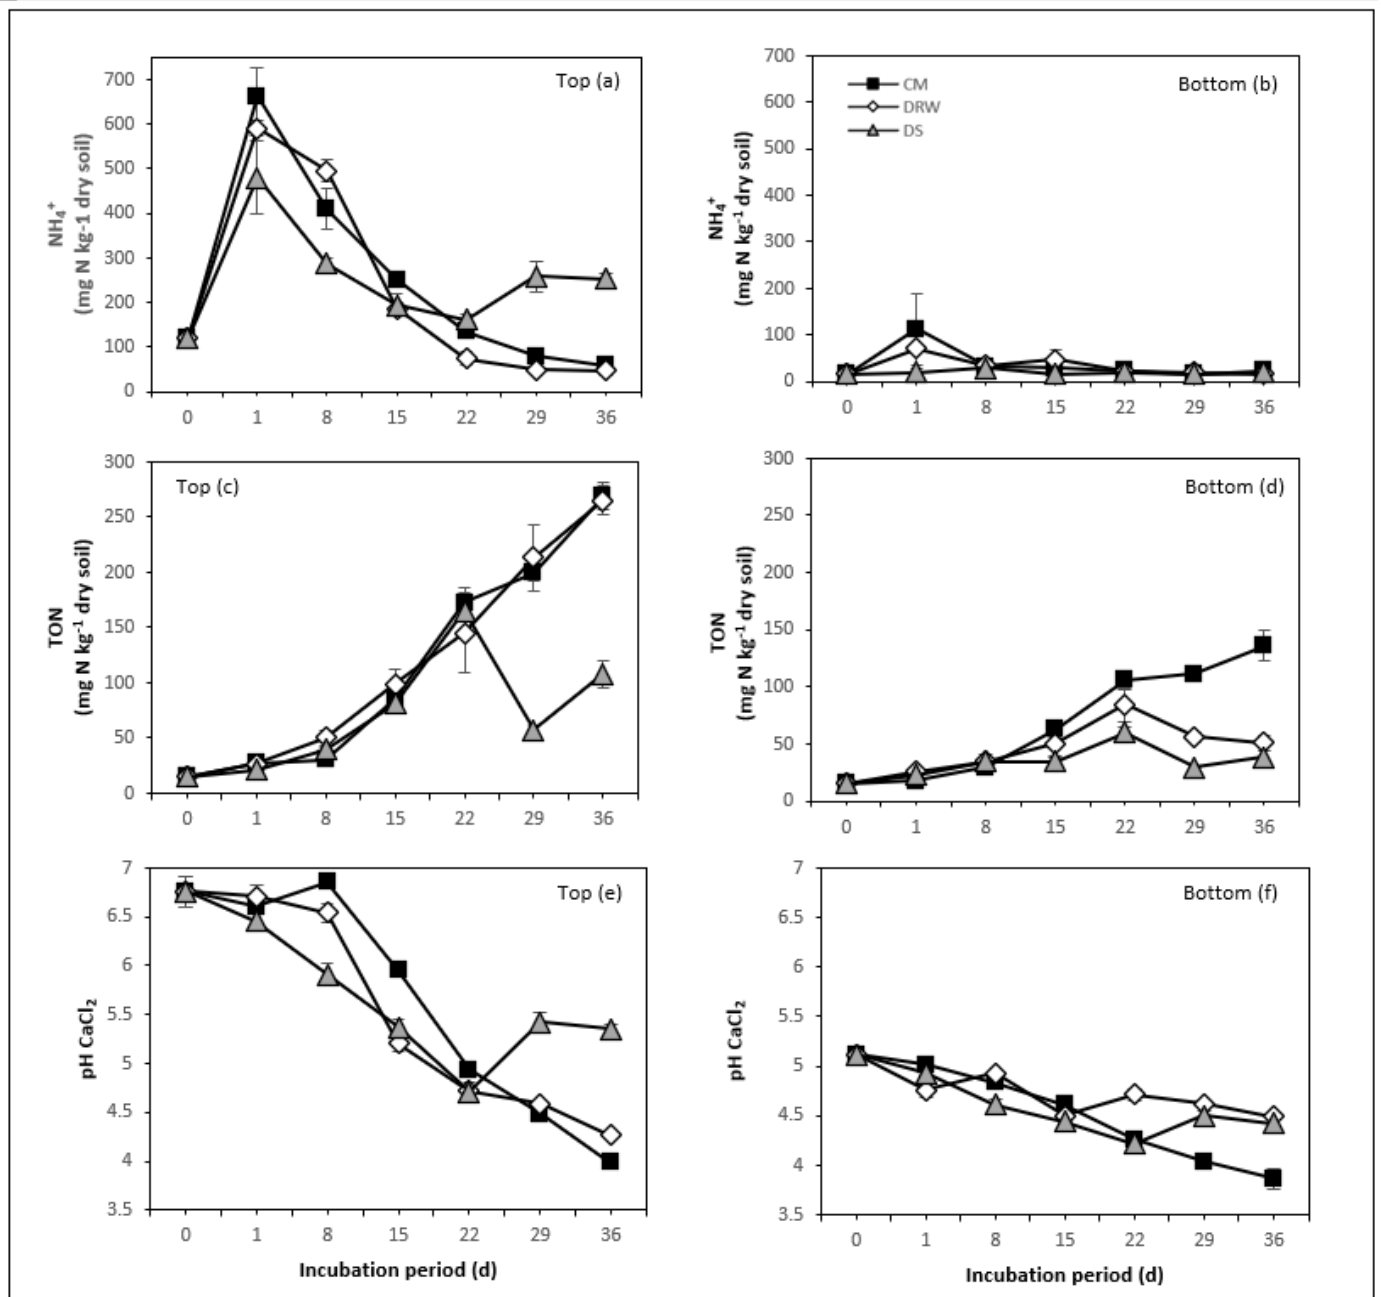 Top (a)
700
600
500
400
300
200
100
0
NH₄⁺
(mg N kg-1 dry soil)
0 1 8 15 22 29 36
Bottom (b)
CM
DRW
DS
700
600
500
400
300
200
100
0
NH₄⁺
(mg N kg⁻¹ dry soil)
0 1 8 15 22 29 36
Top (c)
300
250
200
150
100
50
0
TON
(mg N kg⁻¹ dry soil)
0 1 8 15 22 29 36
Bottom (d)
300
250
200
150
100
50
0
TON
(mg N kg⁻¹ dry soil)
0 1 8 15 22 29 36
Top (e)
7
6.5
6
5.5
5
4.5
4
3.5
pH CaCl₂
0 1 8 15 22 29 36
Incubation period (d)
Bottom (f)
7
6.5
6
5.5
5
4.5
4
3.5
pH CaCl₂
0 1 8 15 22 29 36
Incubation period (d)